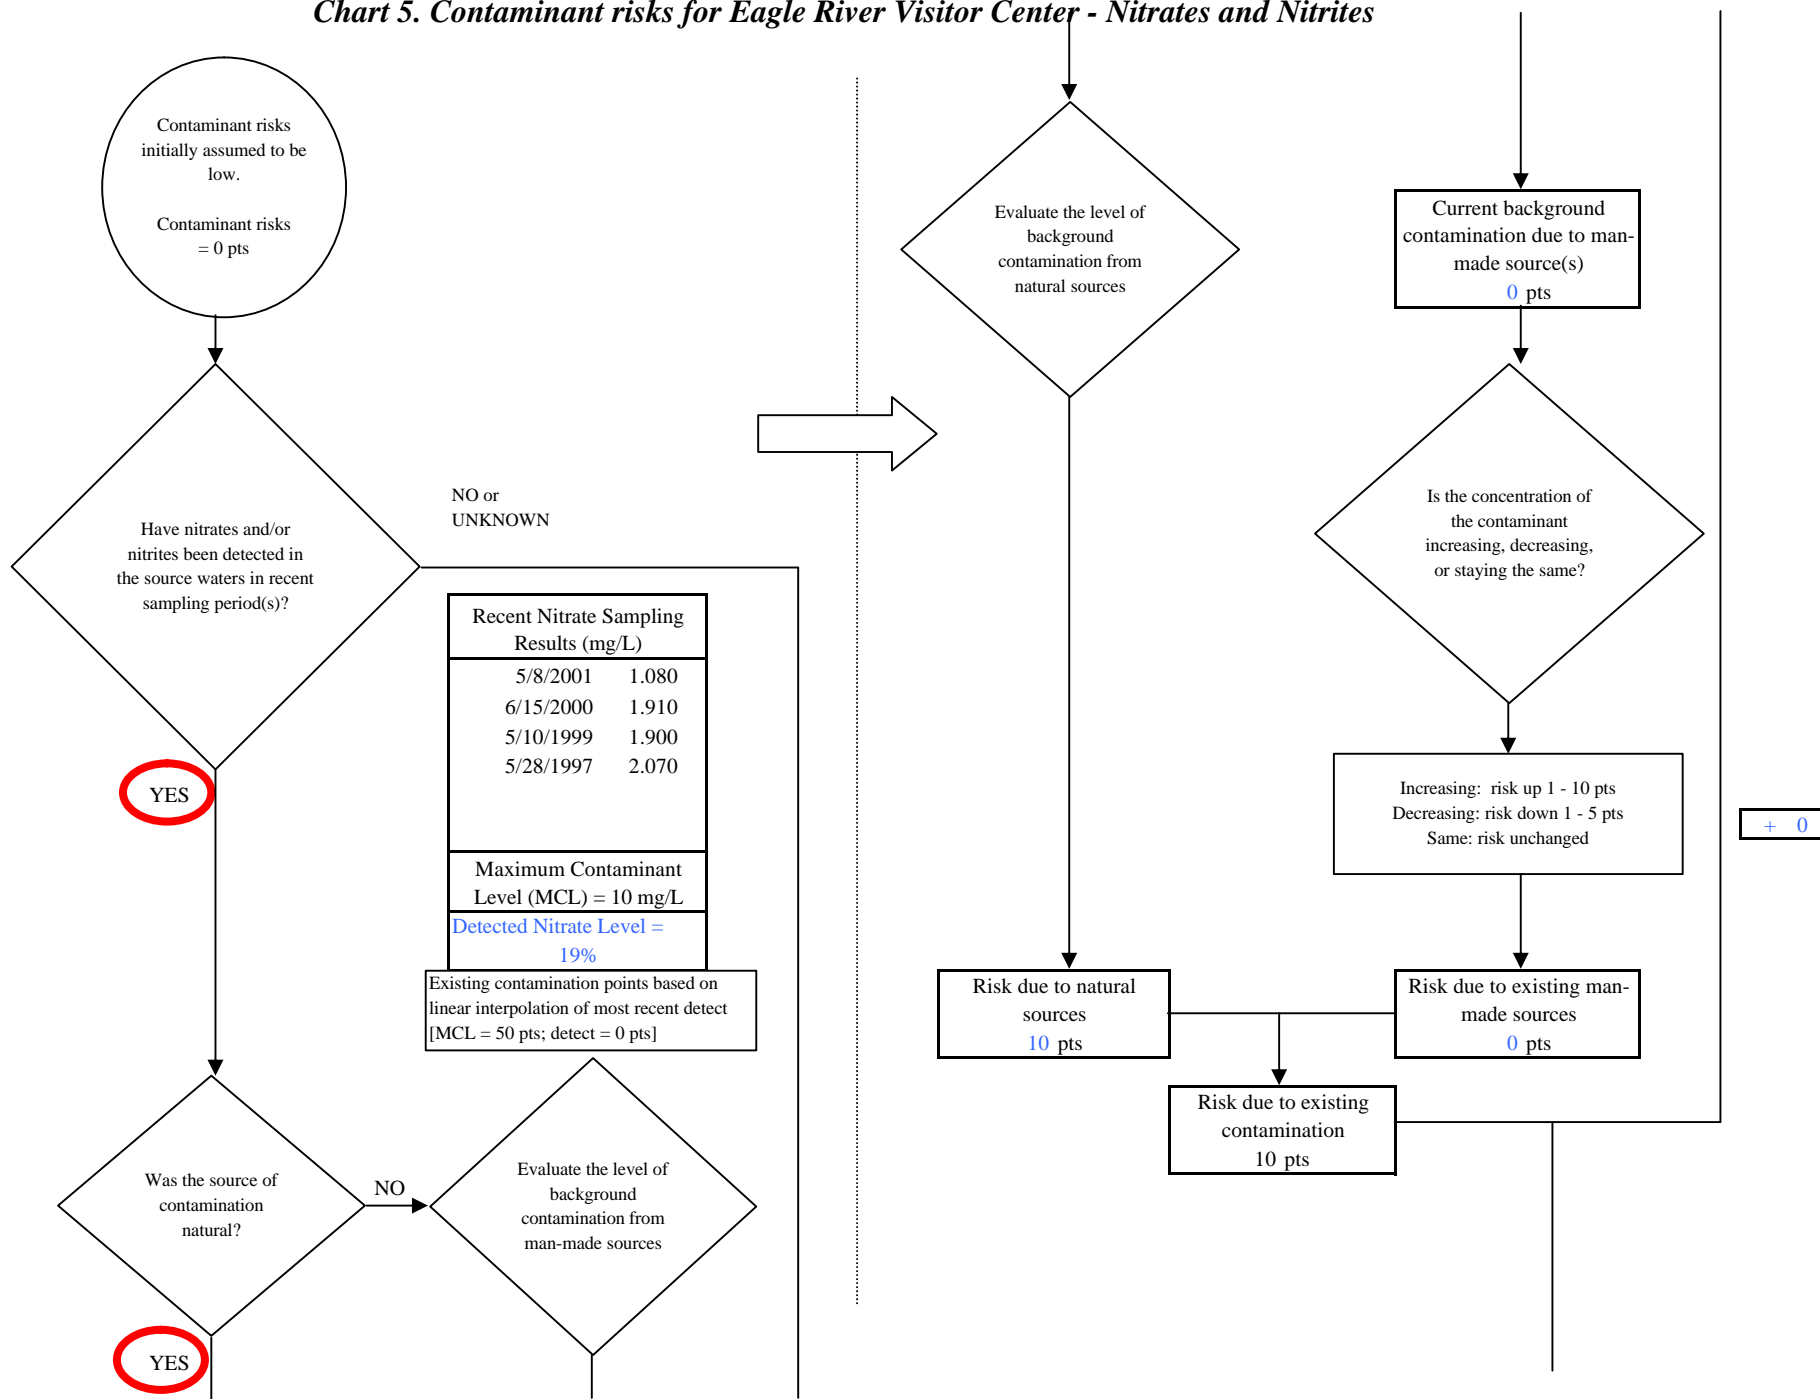 Chart 5. Contaminant risks for Eagle River Visitor Center - Nitrates and Nitrites
Contaminant risks
initially assumed to be
low.
Contaminant risks
= 0 pts
Have nitrates and/or
nitrites been detected in
the source waters in recent
sampling period(s)?
NO or
UNKNOWN
YES
Recent Nitrate Sampling
Results (mg/L)
5/8/2001 1.080
6/15/2000 1.910
5/10/1999 1.900
5/28/1997 2.070
Maximum Contaminant
Level (MCL) = 10 mg/L
Detected Nitrate Level =
19%
Existing contamination points based on
linear interpolation of most recent detect
[MCL = 50 pts; detect = 0 pts]
Was the source of
contamination
natural?
NO
YES
Evaluate the level of
background
contamination from
man-made sources
Evaluate the level of
background
contamination from
natural sources
Risk due to natural
sources
10 pts
Current background
contamination due to man-
made source(s)
0 pts
Is the concentration of
the contaminant
increasing, decreasing,
or staying the same?
Increasing: risk up 1 - 10 pts
Decreasing: risk down 1 - 5 pts
Same: risk unchanged
Risk due to existing man-
made sources
0 pts
Risk due to existing
contamination
10 pts
+ 0